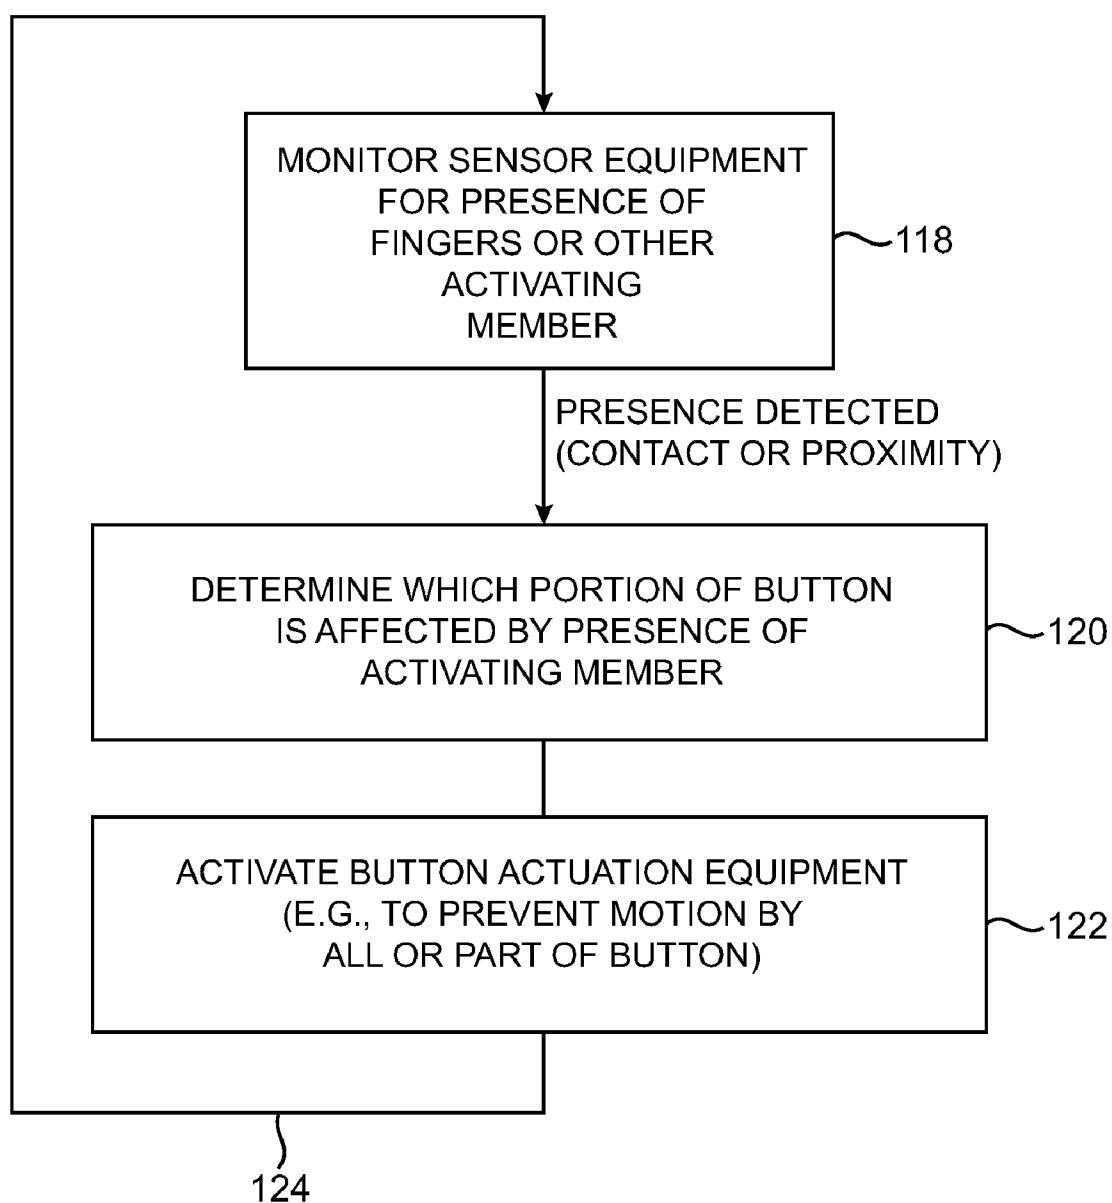 MONITOR SENSOR EQUIPMENT
FOR PRESENCE OF
FINGERS OR OTHER
ACTIVATING
MEMBER
118
PRESENCE DETECTED
(CONTACT OR PROXIMITY)
DETERMINE WHICH PORTION OF BUTTON
IS AFFECTED BY PRESENCE OF
ACTIVATING MEMBER
120
ACTIVATE BUTTON ACTUATION EQUIPMENT
(E.G., TO PREVENT MOTION BY
ALL OR PART OF BUTTON)
122
124